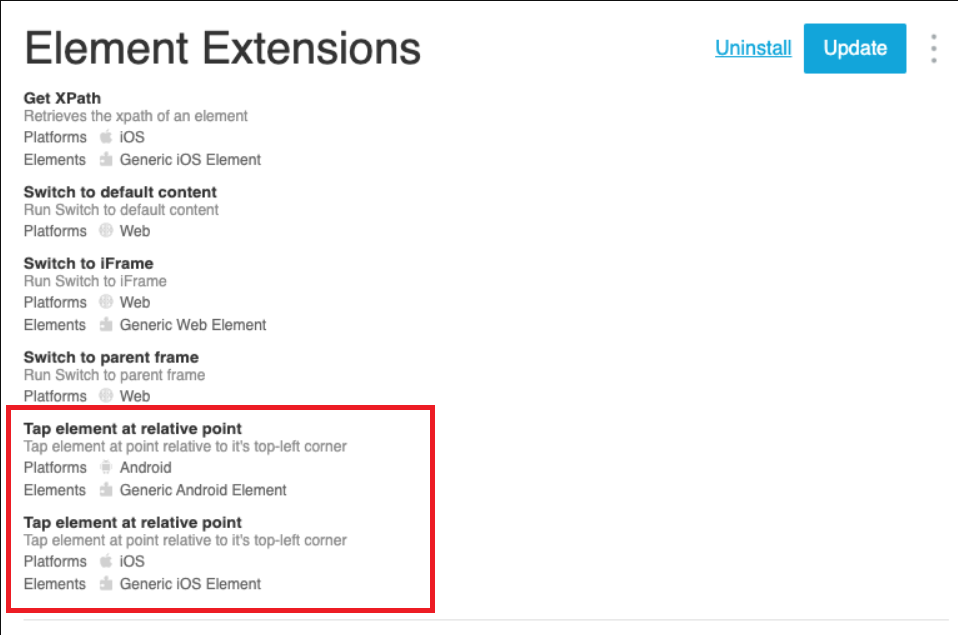 Element Extensions
Uninstall
Update
Get XPath
Retrieves the xpath of an element
Platforms iOS
Elements Generic iOS Element
Switch to default content
Run Switch to default content
Platforms Web
Switch to iFrame
Run Switch to iFrame
Platforms Web
Elements Generic Web Element
Switch to parent frame
Run Switch to parent frame
Platforms Web
Tap element at relative point
Tap element at point relative to it's top-left corner
Platforms Android
Elements Generic Android Element
Tap element at relative point
Tap element at point relative to it's top-left corner
Platforms iOS
Elements Generic iOS Element